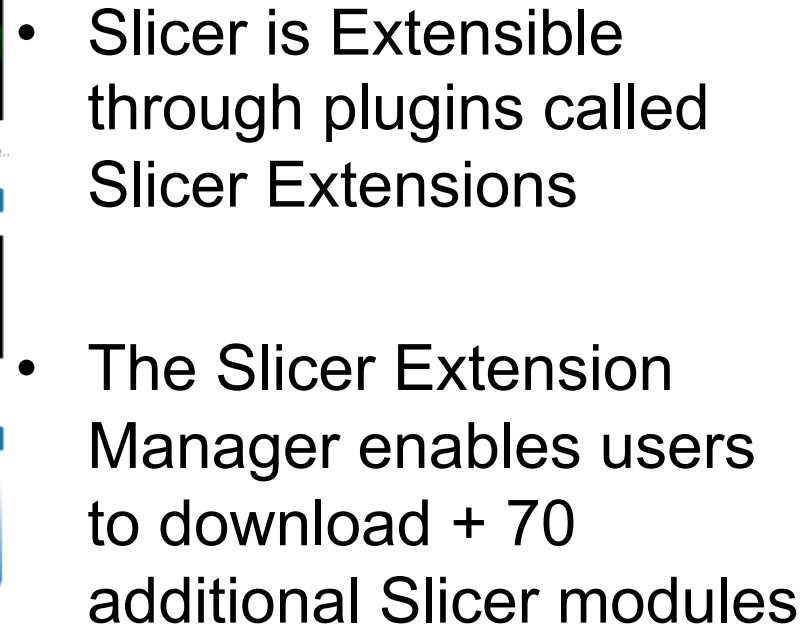 • Slicer is Extensible
through plugins called
Slicer Extensions
• The Slicer Extension
Manager enables users
to download + 70
additional Slicer modules